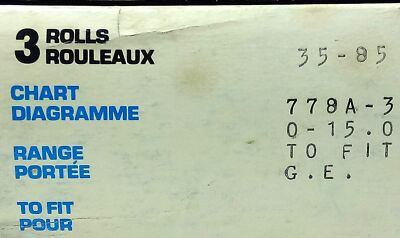 3 ROLLS
ROULEAUX
35-85
CHART
DIAGRAMME
778A-3
0-15.0
RANGE
PORTÉE
TO FIT
G.E.
TO FIT
POUR